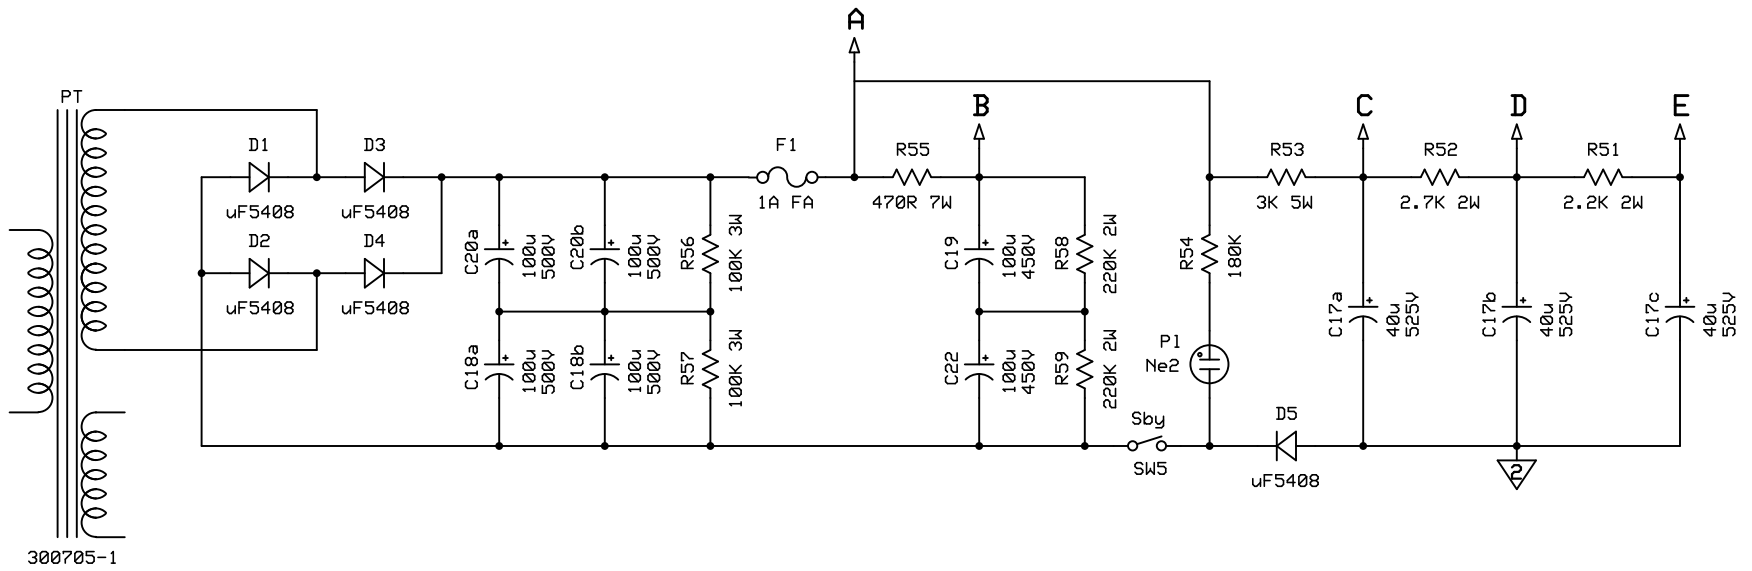 A
PT
B
C
D
E
D1
D3
F1
R55
R53
R52
R51
uF5408
uF5408
1A FA
470R 7W
3K 5W
2.7K 2W
2.2K 2W
D2
D4
C20a
100u
500V
C20b
100u
500V
R56
100K 3W
C19
100u
450V
R58
220K 2W
R54
180K
uF5408
uF5408
C17a
40u
525V
C17b
40u
525V
C17c
40u
525V
P1
Ne2
C18a
100u
500V
C18b
100u
500V
R57
100K 3W
C22
100u
450V
R59
220K 2W
Sby
D5
SW5
uF5408
2
300705-1